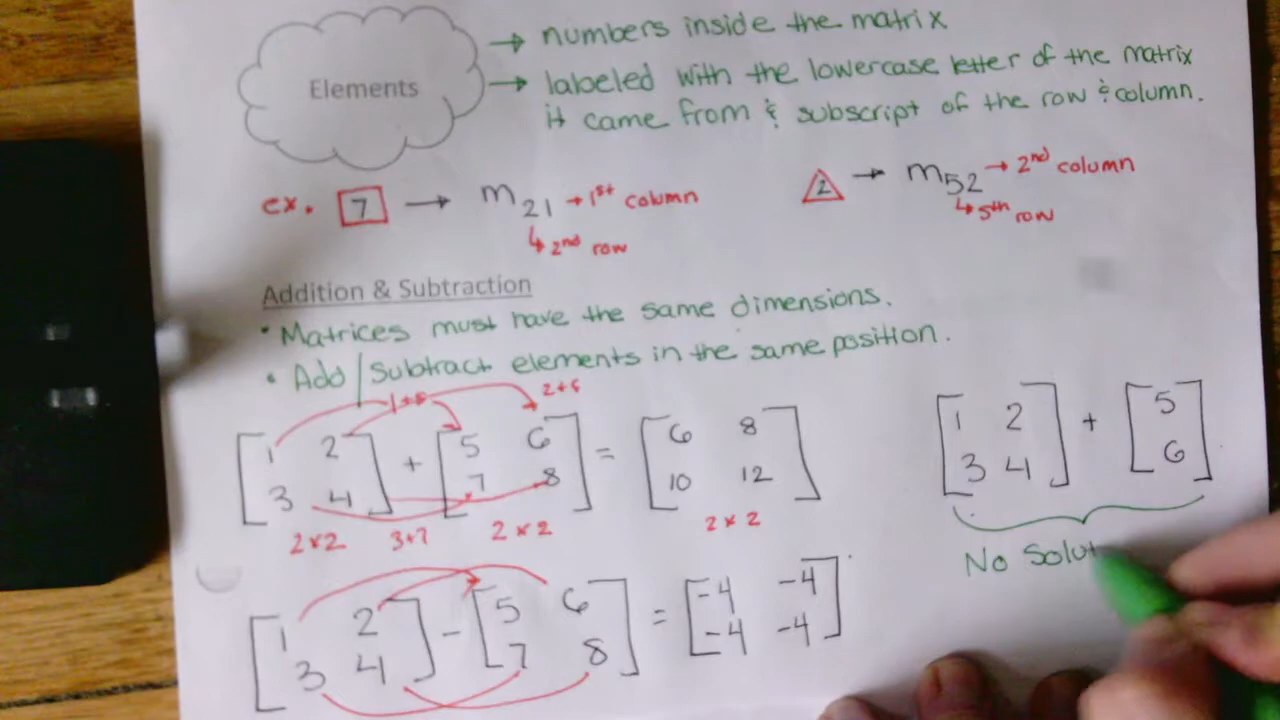 Elements
→ numbers inside the matrix
→ labeled with the lowercase letter of the matrix
it came from & subscript of the row & column.
ex. 7 → m21 → 1st column
↳ 2nd row
2 → m52 → 2nd column
↳ 5th row
Addition & Subtraction
• Matrices must have the same dimensions.
• Add/Subtract elements in the same position.
[1 2] + [5 6] = [6 8]
[3 4] [7 8] [10 12]
2×2 3+7 2×2 2×2
[1 2] - [5 6] = [-4 -4]
[3 4] [7 8] [-4 -4]
[1 2] + [5]
[3 4] [6]
No Solut